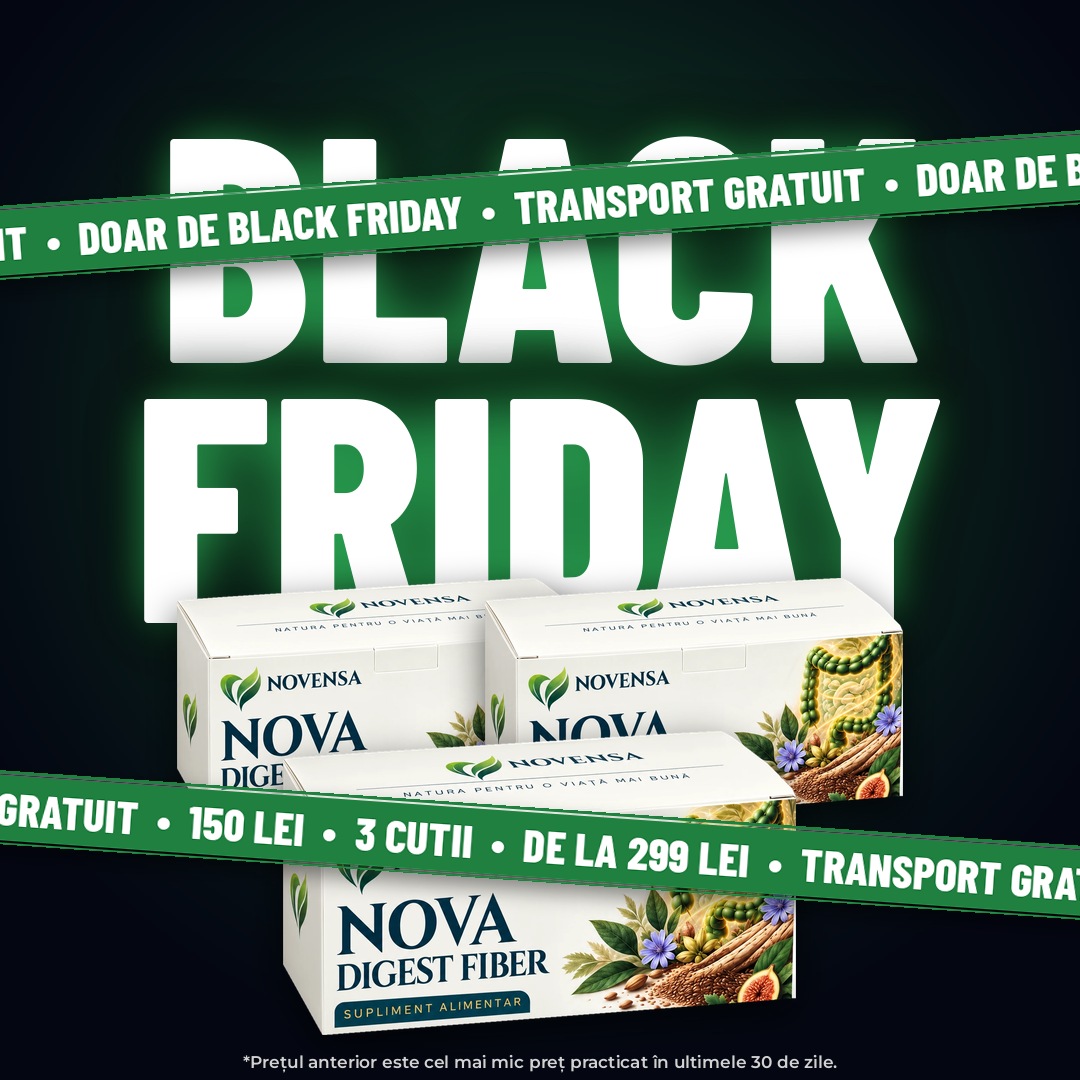 BLACK
IT • DOAR DE BLACK FRIDAY • TRANSPORT GRATUIT • DOAR DE B
FRIDAY
NOVENSA
NATURA PENTRU O VIAȚĂ MAI BU
NOVENSA
NATURA PENTRU O VIAȚĂ MAI BUNĂ
NOVENSA
NOVA
DIGE
NOVENSA
NOVA
NOVENSA
NATURA PENTRU O VIAȚĂ MAI BUNĂ
GRATUIT • 150 LEI • 3 CUTII • DE LA 299 LEI • TRANSPORT GRAT
NOVA
DIGEST FIBER
SUPLIMENT ALIMENTAR
*Prețul anterior este cel mai mic preț practicat în ultimele 30 de zile.